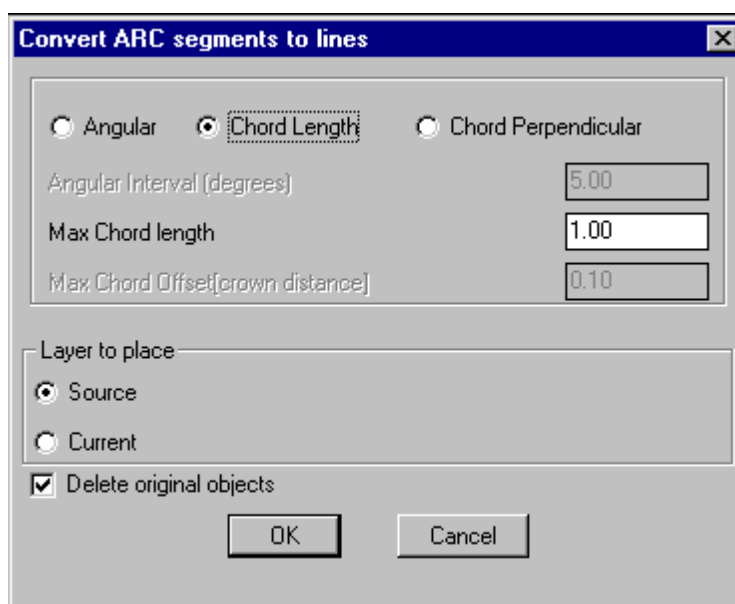 Convert ARC segments to lines
Angular Chord Length Chord Perpendicular
Angular Interval (degrees) 5.00
Max Chord length 1.00
Max Chord Offset[crown distance] 0.10
Layer to place
Source
Current
Delete original objects
OK Cancel